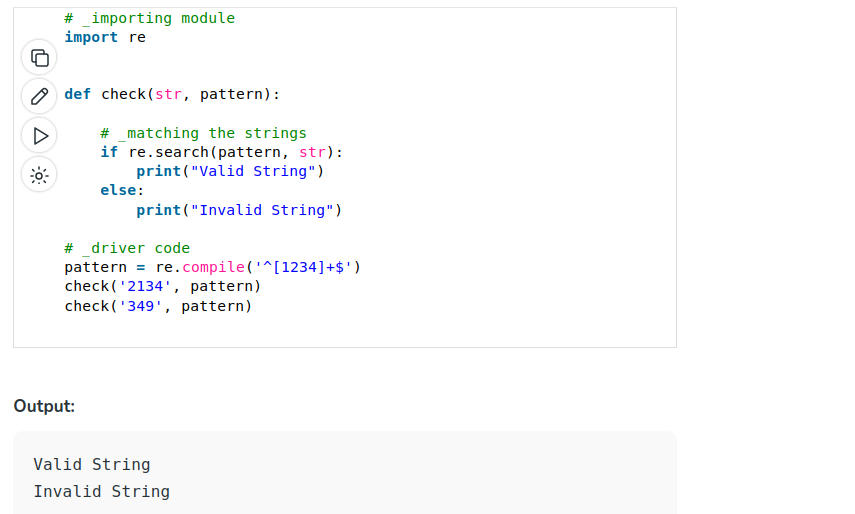 # _importing module
import re
def check(str, pattern):
# _matching the strings
if re.search(pattern, str):
print("Valid String")
else:
print("Invalid String")
# _driver code
pattern = re.compile('^[1234]+$')
check('2134', pattern)
check('349', pattern)
Output:
Valid String
Invalid String